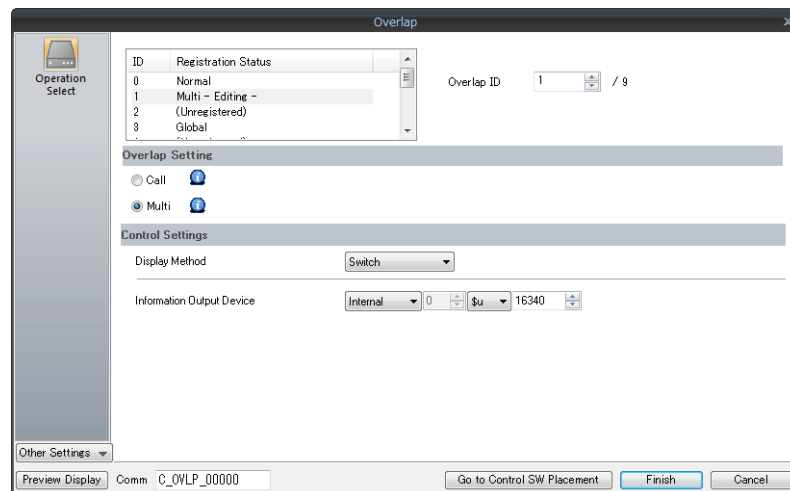 Overlap
Operation
Select
ID Registration Status
0 Normal
1 Multi - Editing -
2 (Unregistered)
3 Global
Overlap ID 1 / 9
Overlap Setting
Call
Multi
Control Settings
Display Method Switch
Information Output Device Internal 0 $u 16340
Other Settings
Preview Display Comm C_OVLP_00000 Go to Control SW Placement Finish Cancel